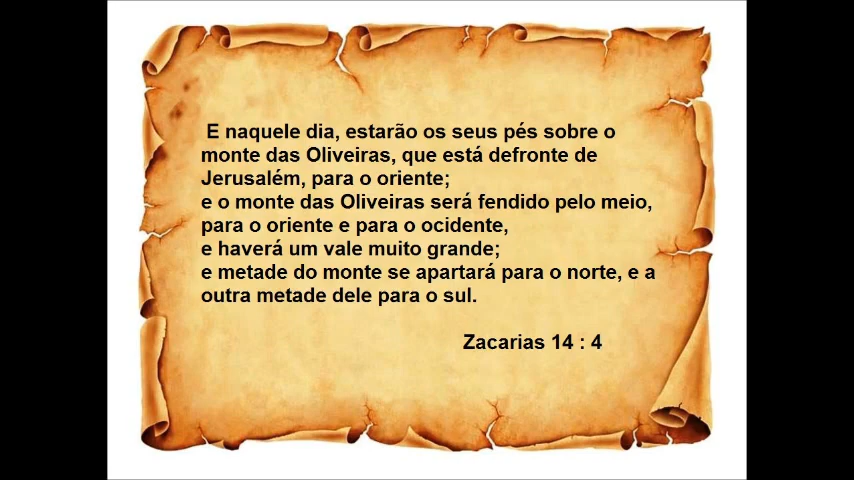 E naquele dia, estarão os seus pés sobre o
monte das Oliveiras, que está defronte de
Jerusalém, para o oriente;
e o monte das Oliveiras será fendido pelo meio,
para o oriente e para o ocidente,
e haverá um vale muito grande;
e metade do monte se apartará para o norte, e a
outra metade dele para o sul.
Zacarias 14 : 4